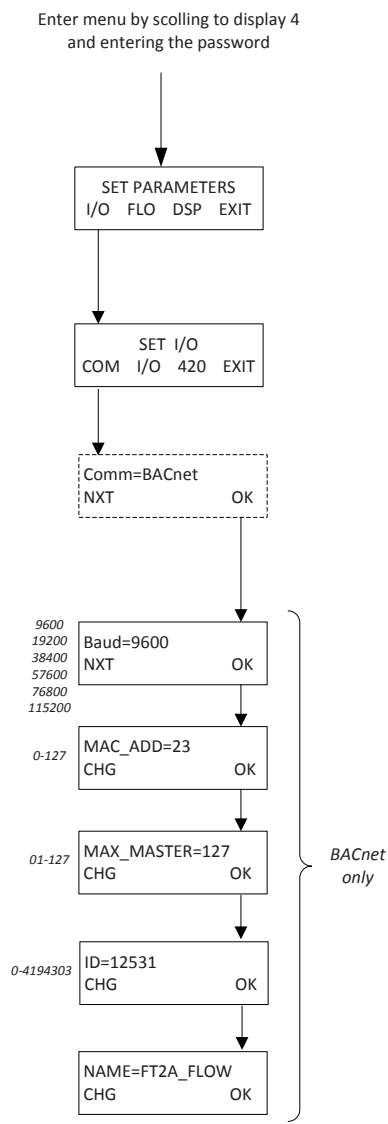 Enter menu by scolling to display 4
and entering the password
SET PARAMETERS
I/O FLO DSP EXIT
SET I/O
COM I/O 420 EXIT
Comm=BACnet
NXT OK
9600
19200
38400
57600
76800
115200
Baud=9600
NXT OK
0-127
MAC_ADD=23
CHG OK
01-127
MAX_MASTER=127
CHG OK
BACnet
only
0-4194303
ID=12531
CHG OK
NAME=FT2A_FLOW
CHG OK